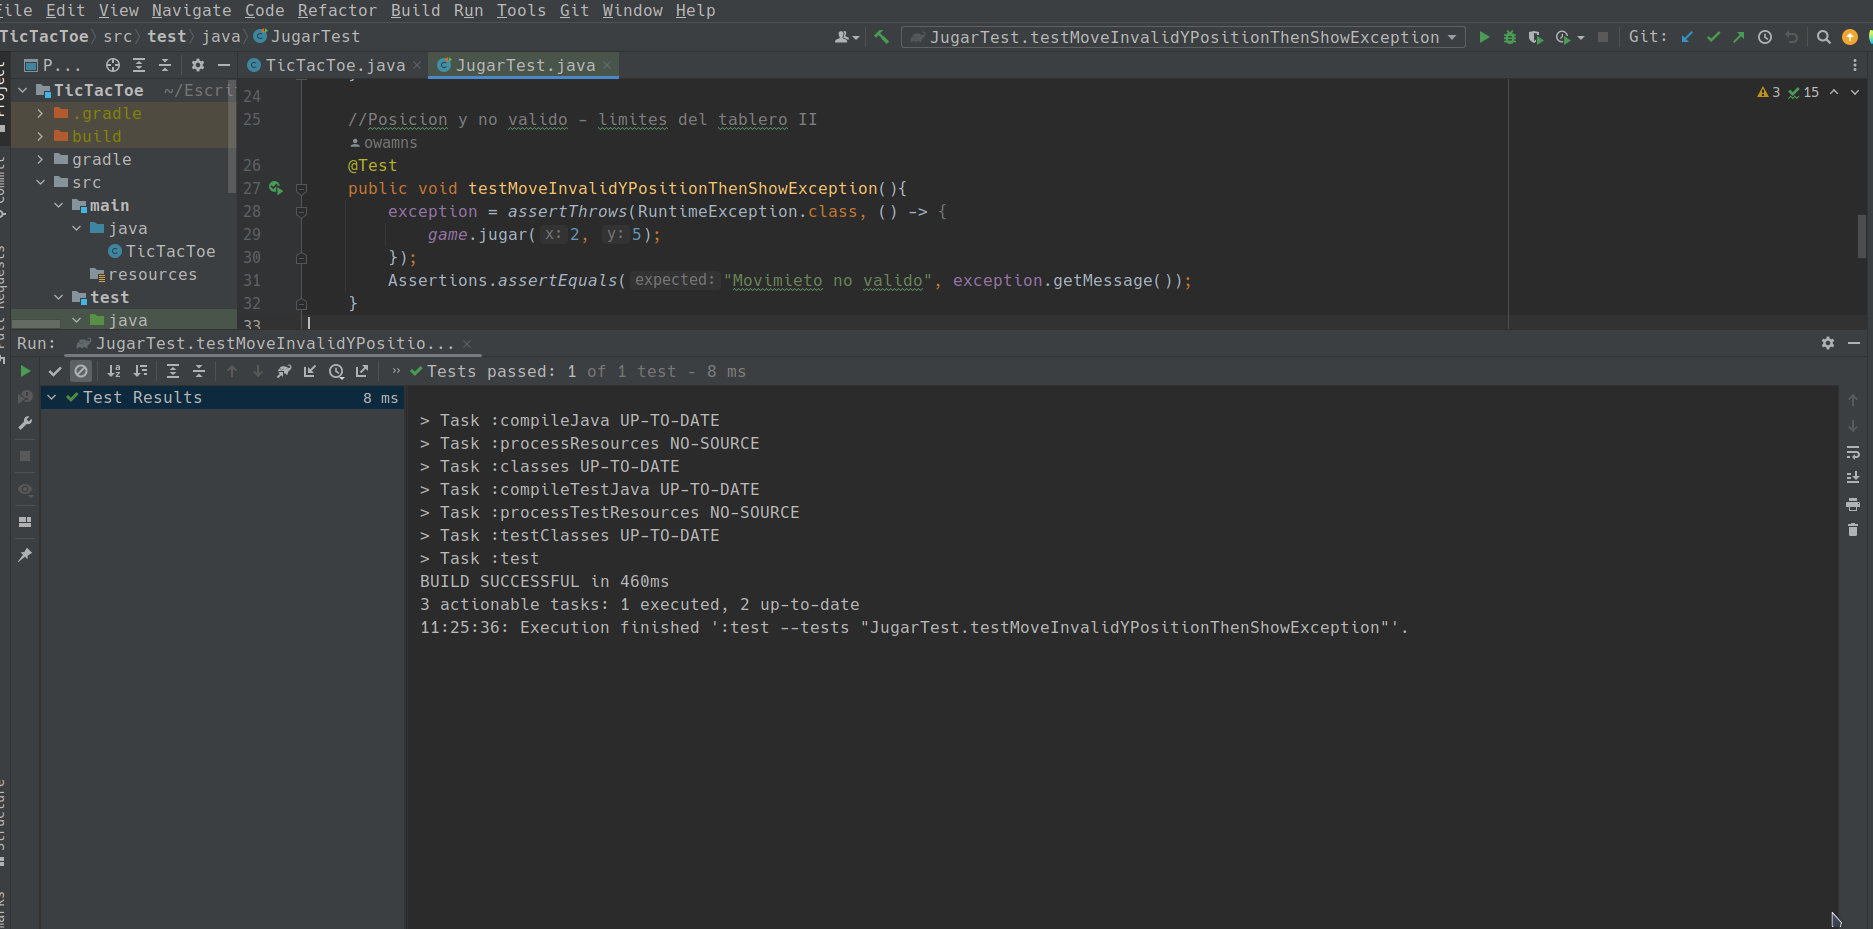 File Edit View Navigate Code Refactor Build Run Tools Git Window Help
TicTacToe src test java JugarTest
JugarTest.testMoveInvalidYPositionThenShowException
Git:
P...
TicTacToe.java
JugarTest.java
Project
Commit
Pull Requests
Structure
TicTacToe ~/Escri
.gradle
build
gradle
src
main
java
TicTacToe
resources
test
java
3 15
24
25 //Posicion y no valido - limites del tablero II
owamns
26 @Test
27 public void testMoveInvalidYPositionThenShowException(){
28 exception = assertThrows(RuntimeException.class, () -> {
29 game.jugar( x: 2, y: 5);
30 });
31 Assertions.assertEquals( expected: "Movimieto no valido", exception.getMessage());
32 }
33
Run: JugarTest.testMoveInvalidYPositio...
Tests passed: 1 of 1 test - 8 ms
Test Results 8 ms
> Task :compileJava UP-TO-DATE
> Task :processResources NO-SOURCE
> Task :classes UP-TO-DATE
> Task :compileTestJava UP-TO-DATE
> Task :processTestResources NO-SOURCE
> Task :testClasses UP-TO-DATE
> Task :test
BUILD SUCCESSFUL in 460ms
3 actionable tasks: 1 executed, 2 up-to-date
11:25:36: Execution finished ':test --tests "JugarTest.testMoveInvalidYPositionThenShowException"'.